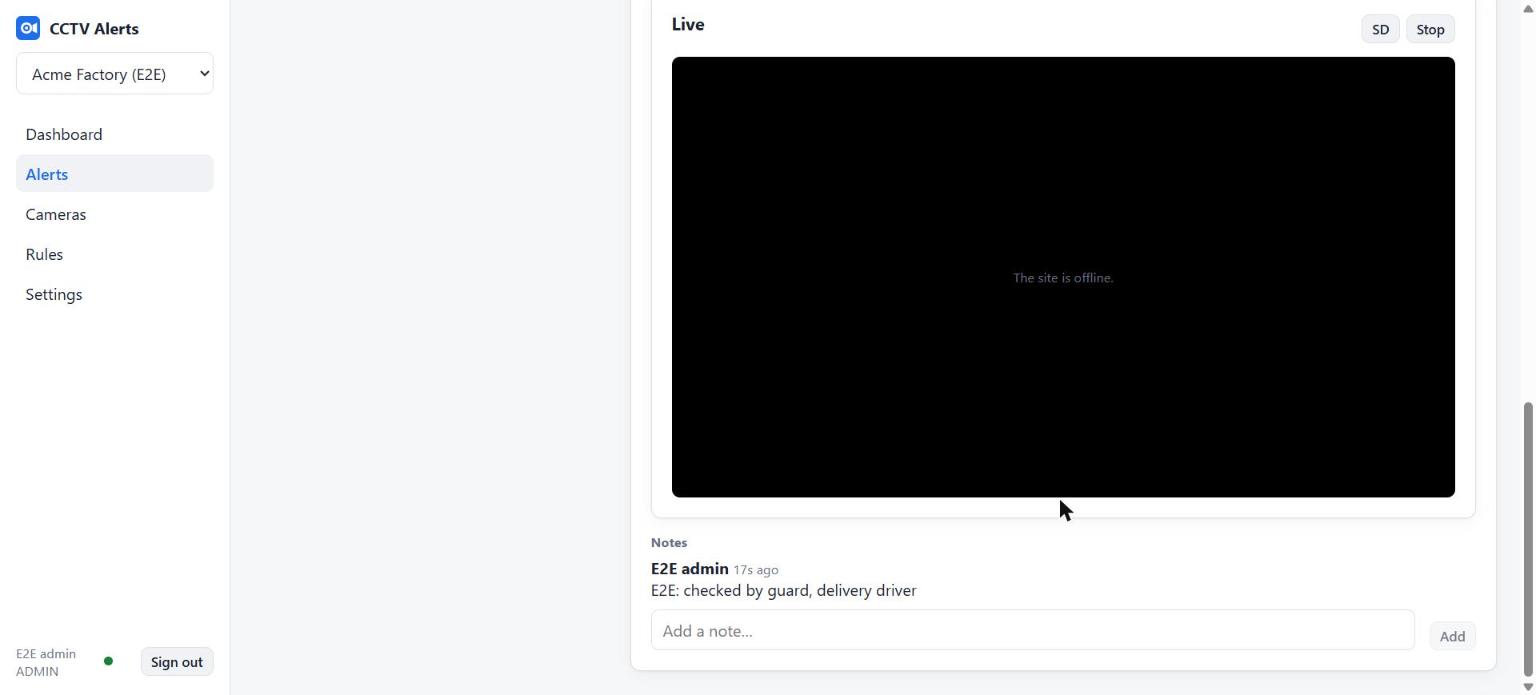 CCTV Alerts
Acme Factory (E2E)
Dashboard
Alerts
Cameras
Rules
Settings
E2E admin
ADMIN
Sign out
Live
SD
Stop
The site is offline.
Notes
E2E admin 17s ago
E2E: checked by guard, delivery driver
Add a note...
Add